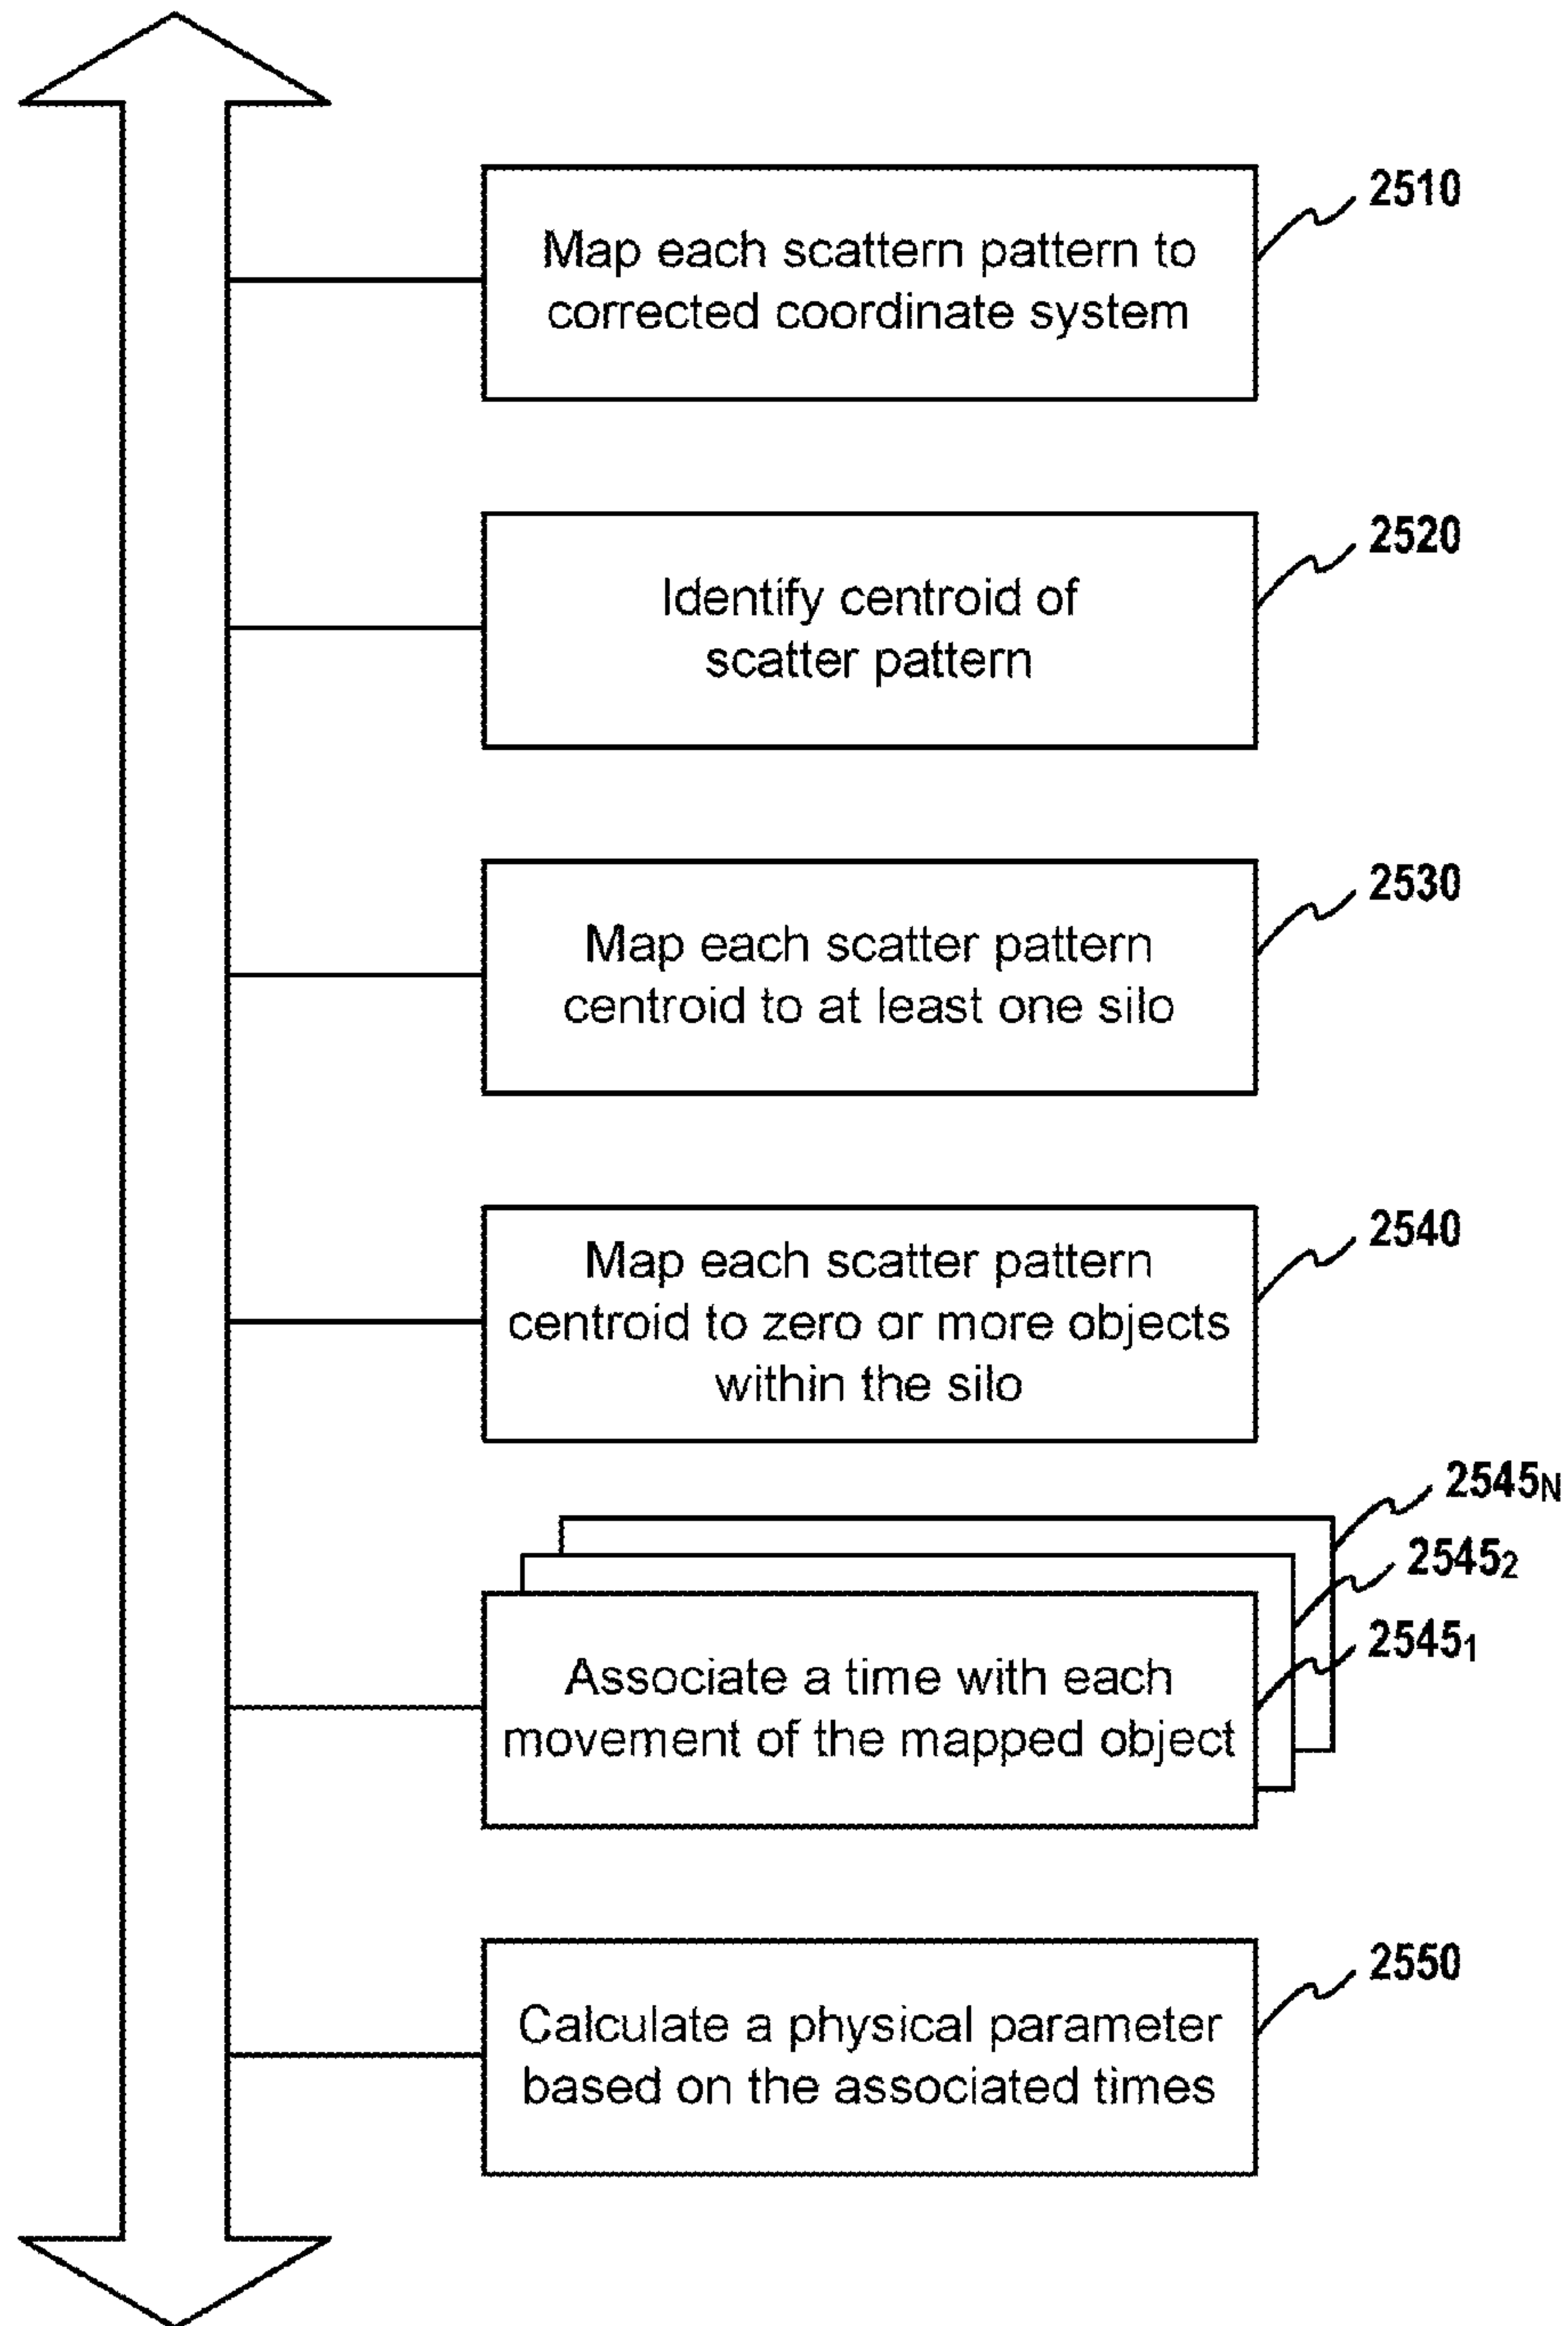 2510
Map each scattern pattern to
corrected coordinate system
2520
Identify centroid of
scatter pattern
2530
Map each scatter pattern
centroid to at least one silo
2540
Map each scatter pattern
centroid to zero or more objects
within the silo
2545N
25452
25451
Associate a time with each
movement of the mapped object
2550
Calculate a physical parameter
based on the associated times